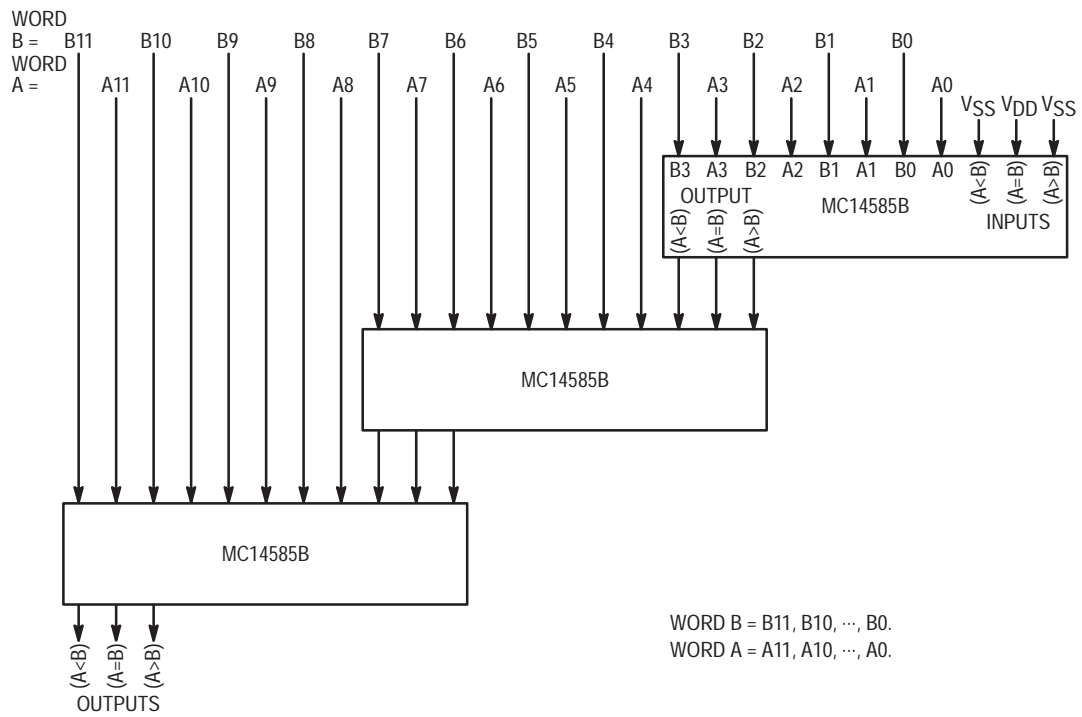 WORD
B = B11 B10 B9 B8 B7 B6 B5 B4 B3 B2 B1 B0
WORD
A = A11 A10 A9 A8 A7 A6 A5 A4 A3 A2 A1 A0
VSS VDD VSS
B3 A3 B2 A2 B1 A1 B0 A0 (A<B) (A=B) (A>B)
OUTPUT MC14585B INPUTS
(A<B) (A=B) (A>B)
MC14585B
MC14585B
(A<B) (A=B) (A>B)
OUTPUTS
WORD B = B11, B10, ···, B0.
WORD A = A11, A10, ···, A0.